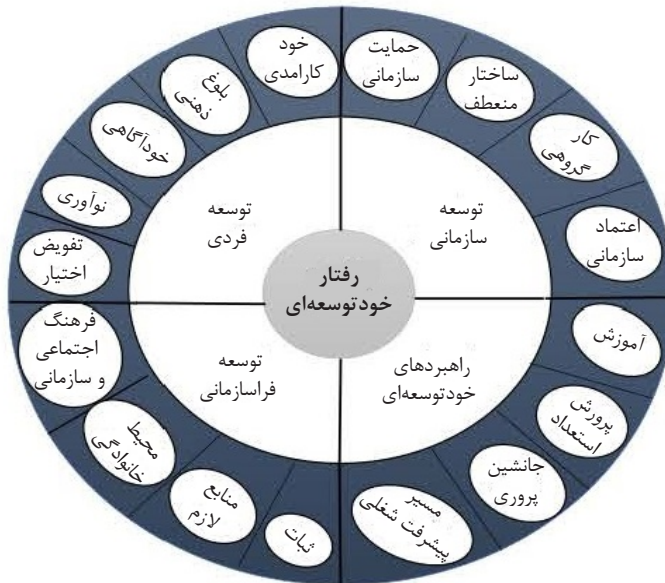 رفتار
خودتوسعه‌ای
توسعه
سازمانی
حمایت
سازمانی
ساختار
منعطف
کار
گروهی
اعتماد
سازمانی
راهبردهای
خودتوسعه‌ای
آموزش
پرورش
استعداد
جانشین
پروری
مسیر
پیشرفت شغلی
توسعه
فراسازمانی
ثبات
منابع
لازم
محیط
خانوادگی
فرهنگ
اجتماعی
و سازمانی
توسعه
فردی
تفویض
اختیار
نوآوری
خودآگاهی
بلوغ
ذهنی
خود
کارامدی